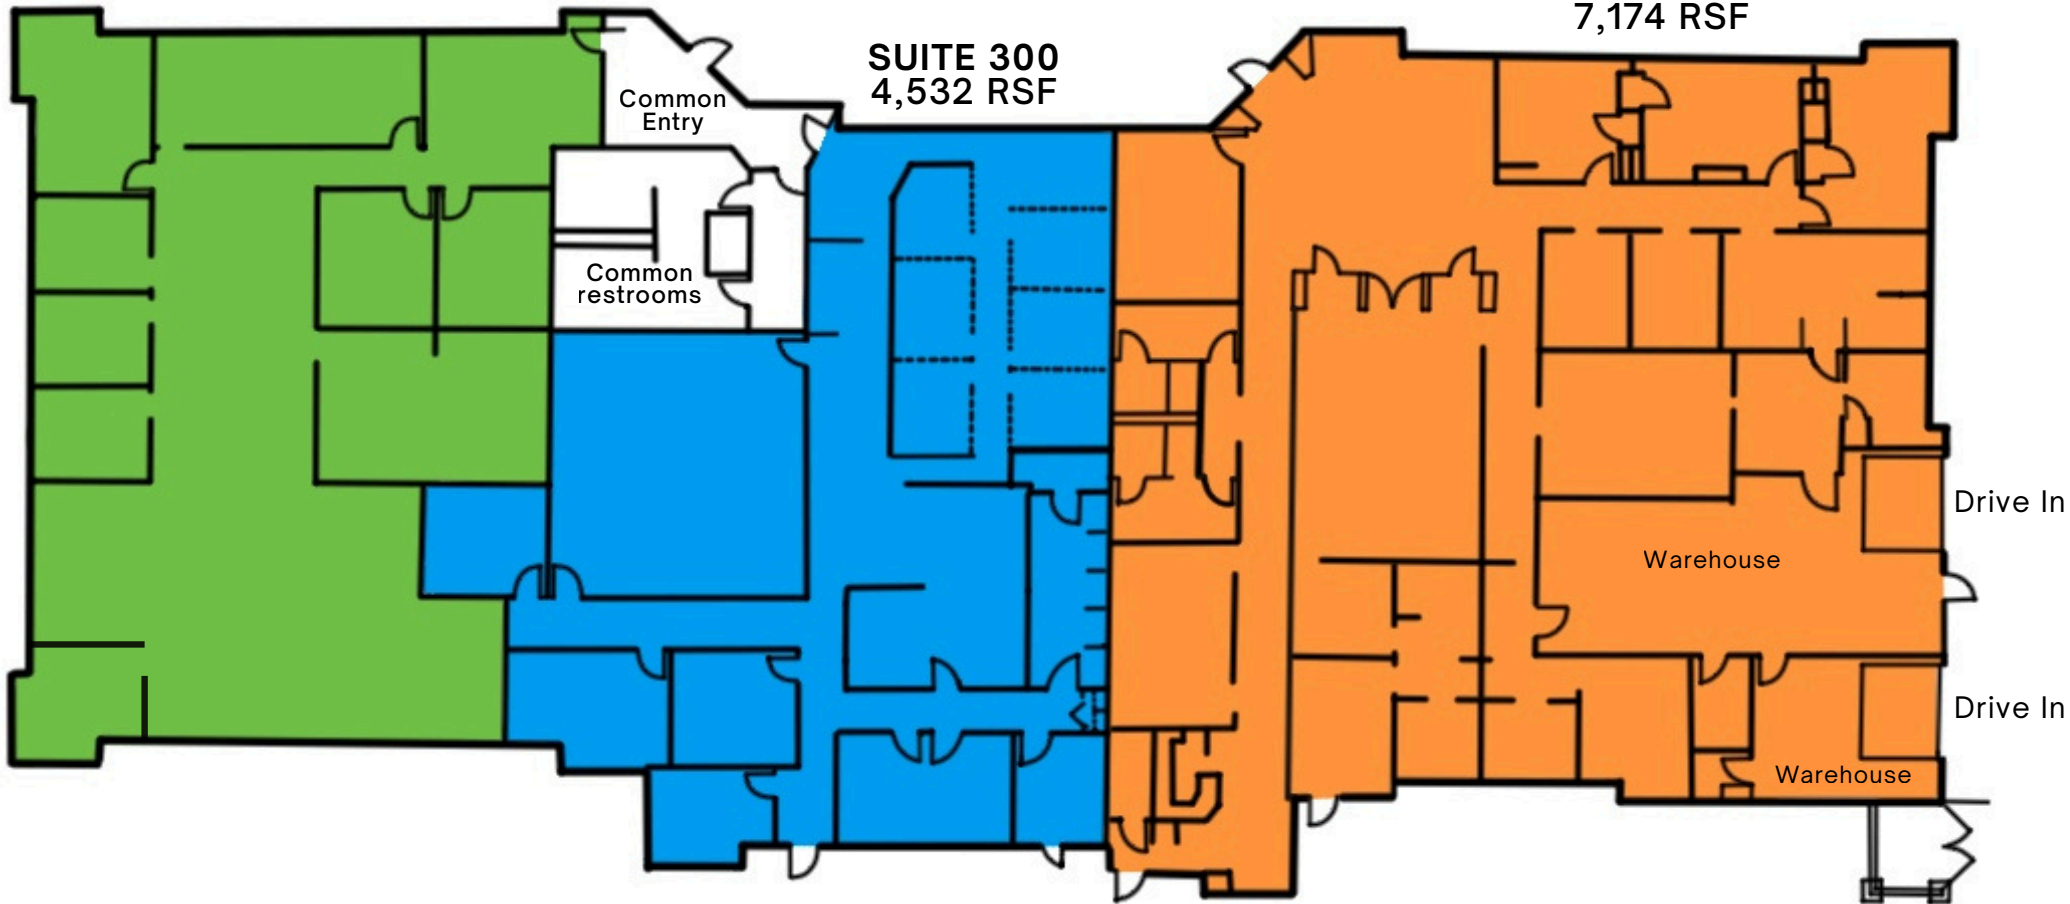 7,174 RSF
SUITE 300
4,532 RSF
Common
Entry
Common
restrooms
Drive In
Warehouse
Drive In
Warehouse